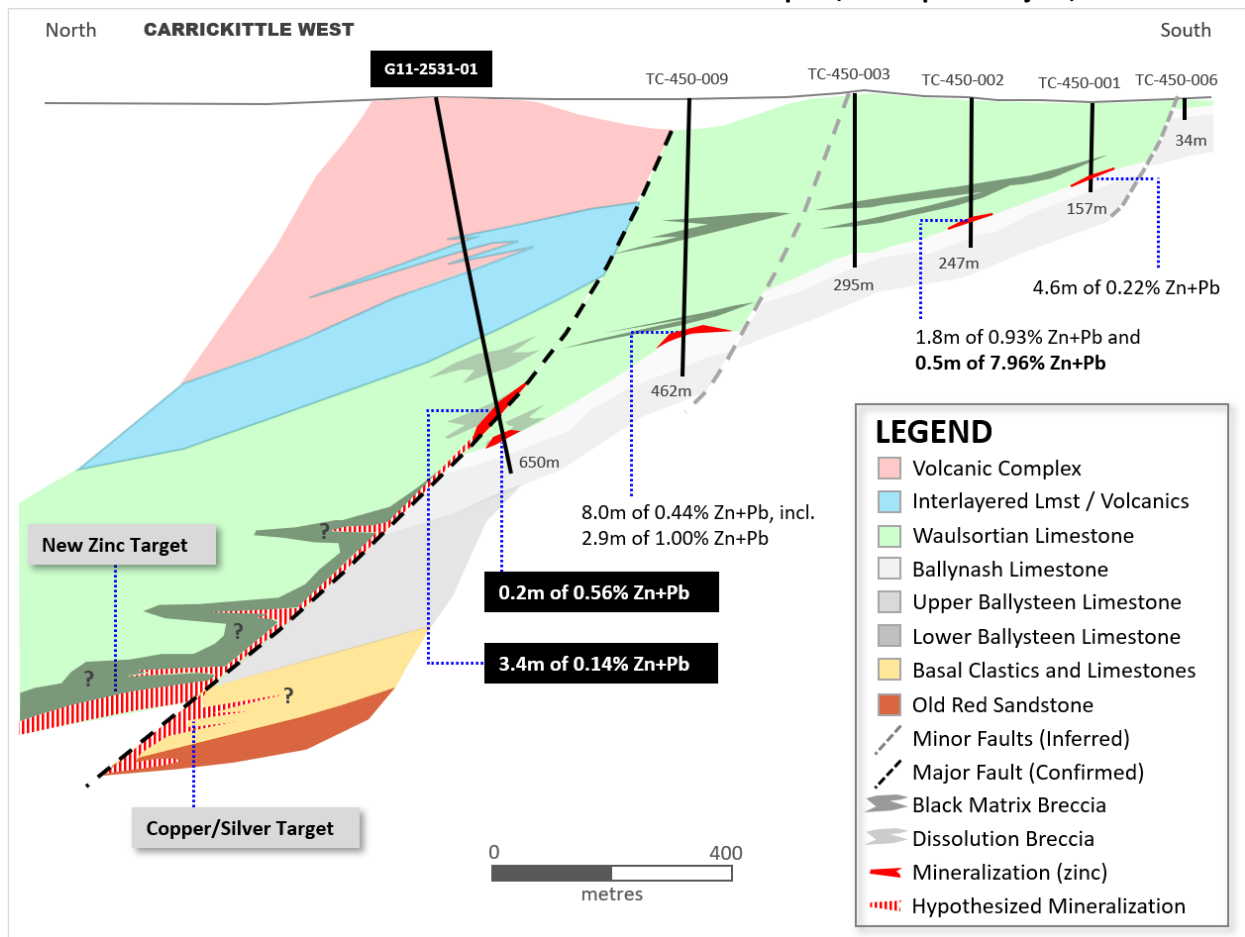 North
CARRICKITTLE WEST
South
G11-2531-01
TC-450-009
TC-450-003
TC-450-002
TC-450-001
TC-450-006
34m
157m
247m
295m
462m
650m
4.6m of 0.22% Zn+Pb
1.8m of 0.93% Zn+Pb and
0.5m of 7.96% Zn+Pb
8.0m of 0.44% Zn+Pb, incl.
2.9m of 1.00% Zn+Pb
0.2m of 0.56% Zn+Pb
3.4m of 0.14% Zn+Pb
New Zinc Target
?
?
?
?
Copper/Silver Target
0
400
metres
LEGEND
Volcanic Complex
Interlayered Lmst / Volcanics
Waulsortian Limestone
Ballynash Limestone
Upper Ballysteen Limestone
Lower Ballysteen Limestone
Basal Clastics and Limestones
Old Red Sandstone
Minor Faults (Inferred)
Major Fault (Confirmed)
Black Matrix Breccia
Dissolution Breccia
Mineralization (zinc)
Hypothesized Mineralization